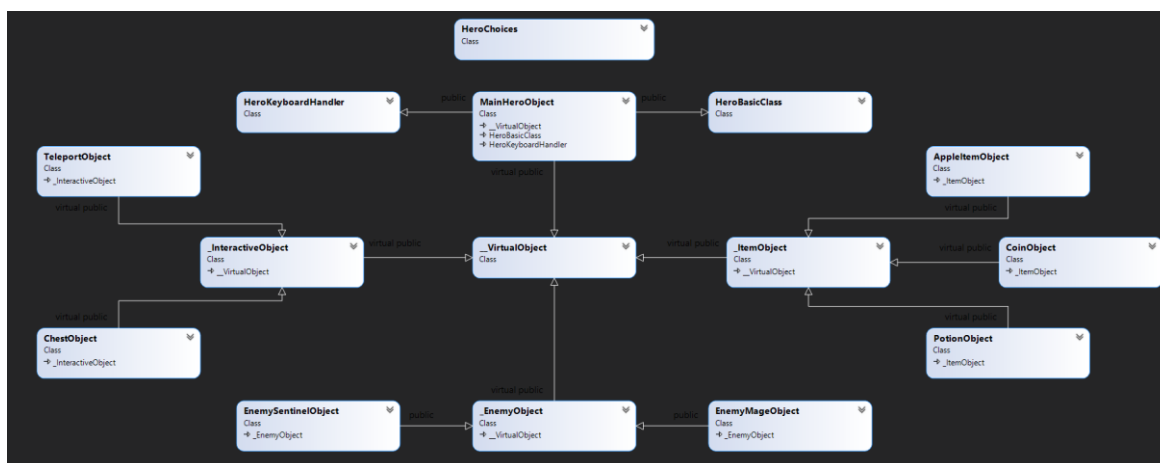 HeroChoices
Class
HeroKeyboardHandler
Class
public
MainHeroObject
Class
__VirtualObject
HeroBasicClass
HeroKeyboardHandler
public
HeroBasicClass
Class
TeleportObject
Class
_InteractiveObject
virtual public
AppleItemObject
Class
_ItemObject
virtual public
virtual public
_InteractiveObject
Class
__VirtualObject
virtual public
__VirtualObject
Class
virtual public
_ItemObject
Class
__VirtualObject
virtual public
CoinObject
Class
_ItemObject
virtual public
ChestObject
Class
_InteractiveObject
virtual public
PotionObject
Class
_ItemObject
virtual public
EnemySentinelObject
Class
_EnemyObject
public
_EnemyObject
Class
__VirtualObject
public
EnemyMageObject
Class
_EnemyObject